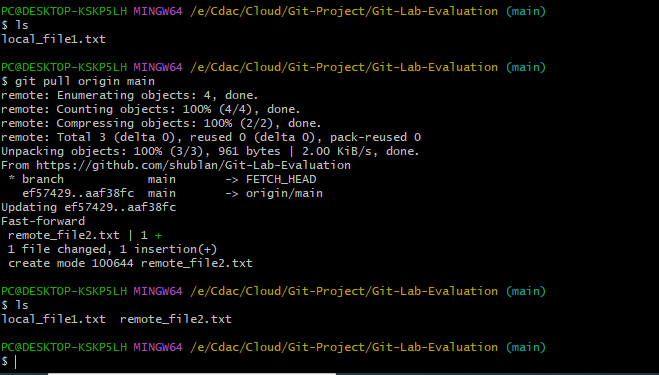 PC@DESKTOP-KSKP5LH MINGW64 /e/Cdac/Cloud/Git-Project/Git-Lab-Evaluation (main)
$ ls
local_file1.txt
PC@DESKTOP-KSKP5LH MINGW64 /e/Cdac/Cloud/Git-Project/Git-Lab-Evaluation (main)
$ git pull origin main
remote: Enumerating objects: 4, done.
remote: Counting objects: 100% (4/4), done.
remote: Compressing objects: 100% (2/2), done.
remote: Total 3 (delta 0), reused 0 (delta 0), pack-reused 0
Unpacking objects: 100% (3/3), 961 bytes | 2.00 KiB/s, done.
From https://github.com/shublan/Git-Lab-Evaluation
 * branch            main       -> FETCH_HEAD
   ef57429..aaf38fc  main       -> origin/main
Updating ef57429..aaf38fc
Fast-forward
 remote_file2.txt | 1 +
 1 file changed, 1 insertion(+)
 create mode 100644 remote_file2.txt
PC@DESKTOP-KSKP5LH MINGW64 /e/Cdac/Cloud/Git-Project/Git-Lab-Evaluation (main)
$ ls
local_file1.txt  remote_file2.txt
PC@DESKTOP-KSKP5LH MINGW64 /e/Cdac/Cloud/Git-Project/Git-Lab-Evaluation (main)
$